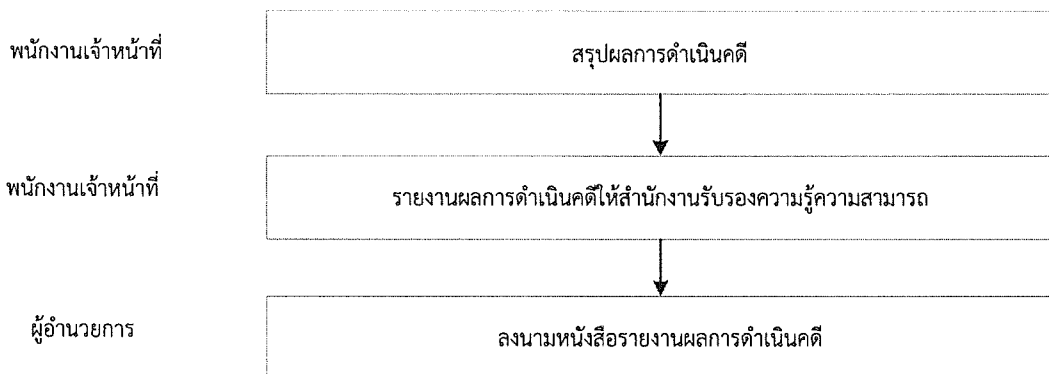 พนักงานเจ้าหน้าที่
สรุปผลการดำเนินคดี
พนักงานเจ้าหน้าที่
รายงานผลการดำเนินคดีให้สำนักงานรับรองความรู้ความสามารถ
ผู้อำนวยการ
ลงนามหนังสือรายงานผลการดำเนินคดี